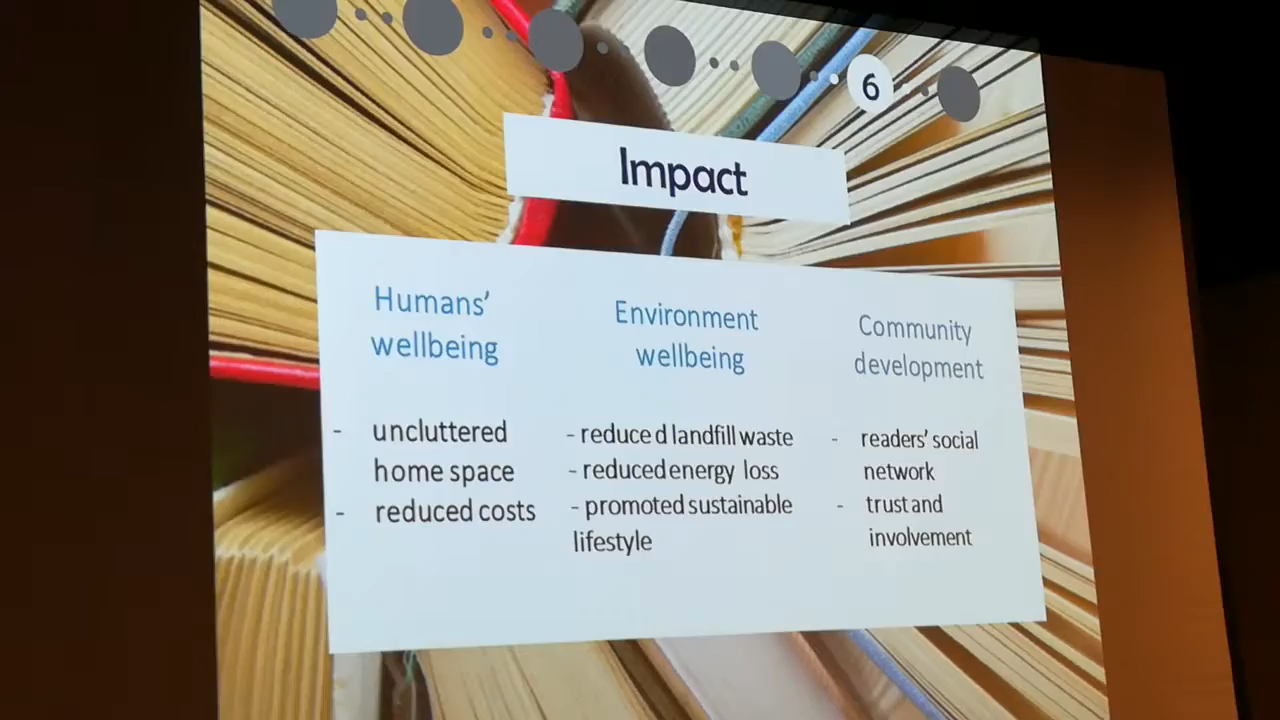 6
Impact
Humans’
wellbeing
- uncluttered
home space
- reduced costs
Environment
wellbeing
- reduced landfill waste
- reduced energy loss
- promoted sustainable
lifestyle
Community
development
- readers’ social
network
- trust and
involvement